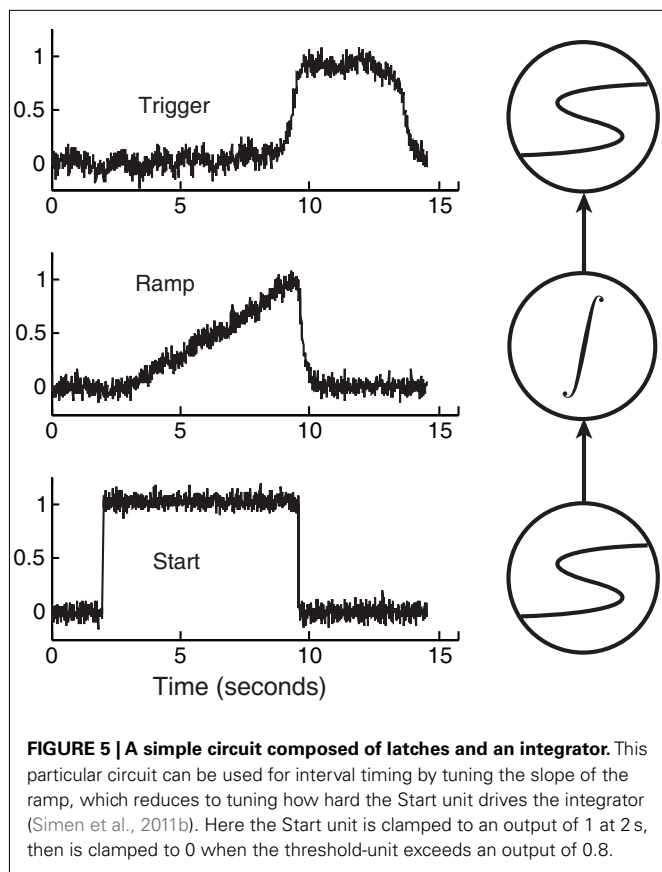 1
0.5
0
Trigger
0 5 10 15
1
0.5
0
Ramp
0 5 10 15
∫
1
0.5
0
Start
0 5 10 15
Time (seconds)
FIGURE 5 | A simple circuit composed of latches and an integrator. This
particular circuit can be used for interval timing by tuning the slope of the
ramp, which reduces to tuning how hard the Start unit drives the integrator
(Simen et al., 2011b). Here the Start unit is clamped to an output of 1 at 2 s,
then is clamped to 0 when the threshold-unit exceeds an output of 0.8.